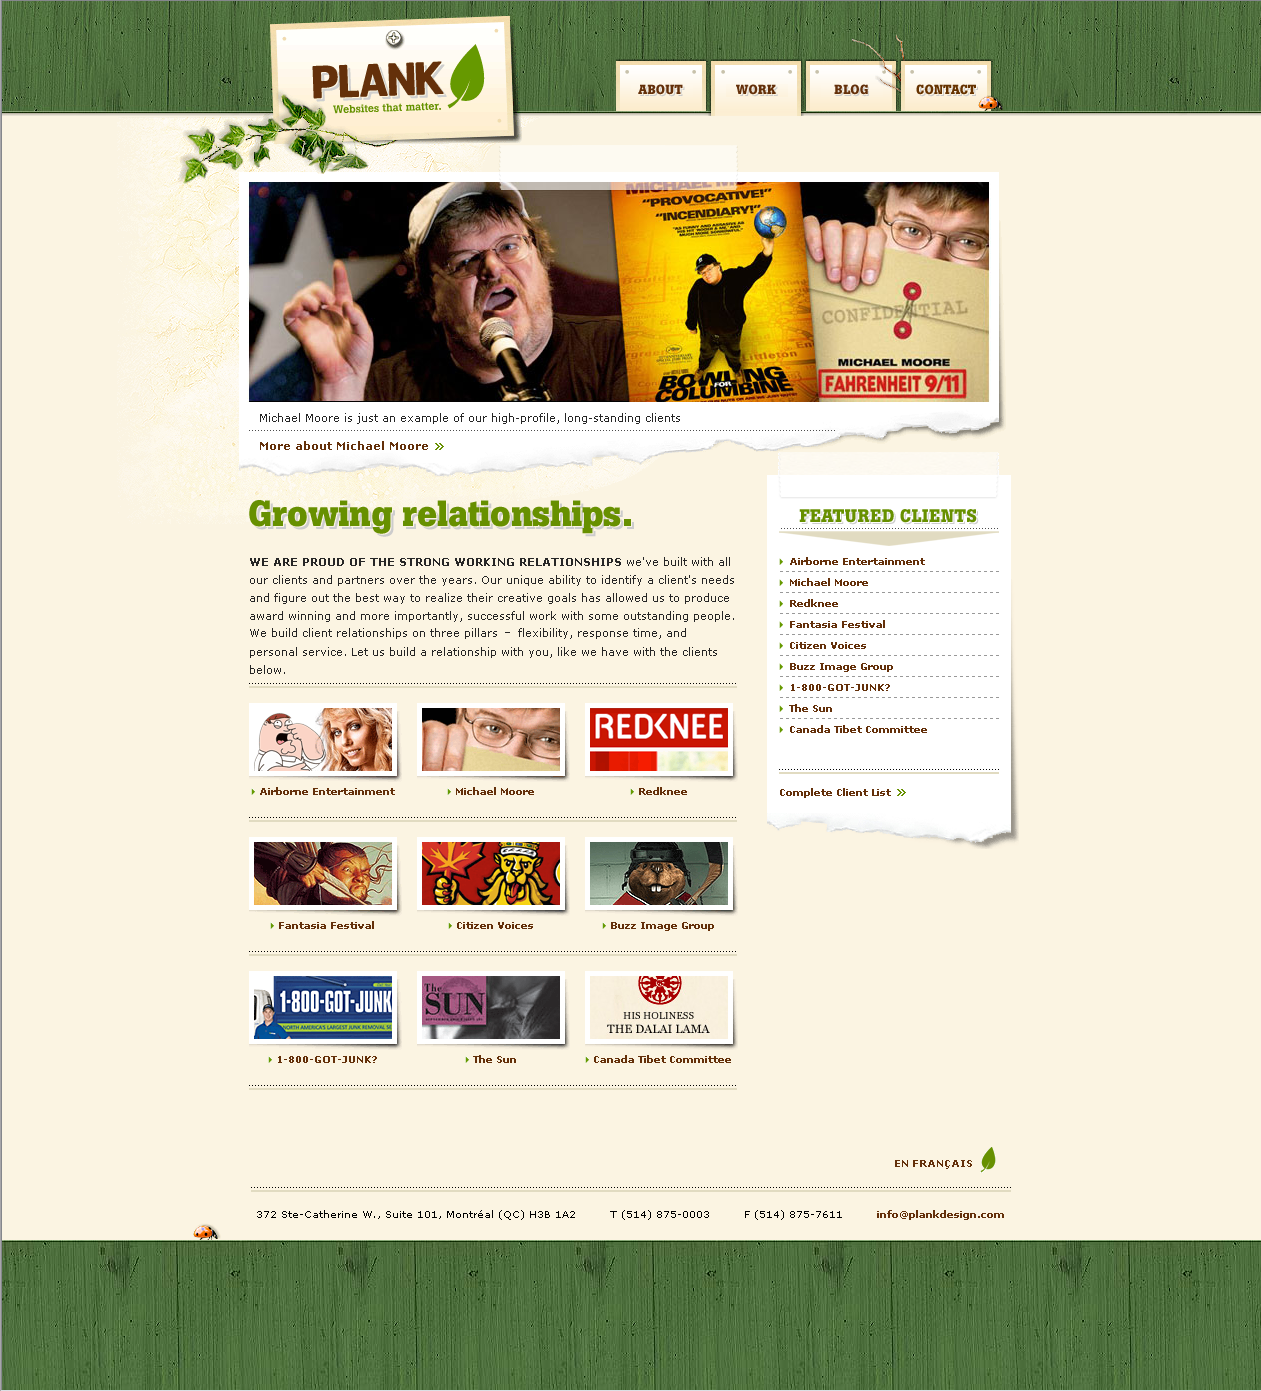 PLANK
Websites that matter.
ABOUT
WORK
BLOG
CONTACT
MICHAEL MOORE
"PROVOCATIVE!"
"INCENDIARY!"
BOWLING
FOR
COLUMBINE
CONFIDENTIAL
MICHAEL MOORE
FAHRENHEIT 9/11
Michael Moore is just an example of our high-profile, long-standing clients
More about Michael Moore
Growing relationships.
WE ARE PROUD OF THE STRONG WORKING RELATIONSHIPS we've built with all
our clients and partners over the years. Our unique ability to identify a client's needs
and figure out the best way to realize their creative goals has allowed us to produce
award winning and more importantly, successful work with some outstanding people.
We build client relationships on three pillars – flexibility, response time, and
personal service. Let us build a relationship with you, like we have with the clients
below.
REDKNEE
Airborne Entertainment
Michael Moore
Redknee
Fantasia Festival
Citizen Voices
Buzz Image Group
1-800-GOT-JUNK
NORTH AMERICA'S LARGEST JUNK REMOVAL SE
The
SUN
HIS HOLINESS
THE DALAI LAMA
1-800-GOT-JUNK?
The Sun
Canada Tibet Committee
FEATURED CLIENTS
Airborne Entertainment
Michael Moore
Redknee
Fantasia Festival
Citizen Voices
Buzz Image Group
1-800-GOT-JUNK?
The Sun
Canada Tibet Committee
Complete Client List
EN FRANÇAIS
372 Ste-Catherine W., Suite 101, Montréal (QC) H3B 1A2
T (514) 875-0003
F (514) 875-7611
info@plankdesign.com